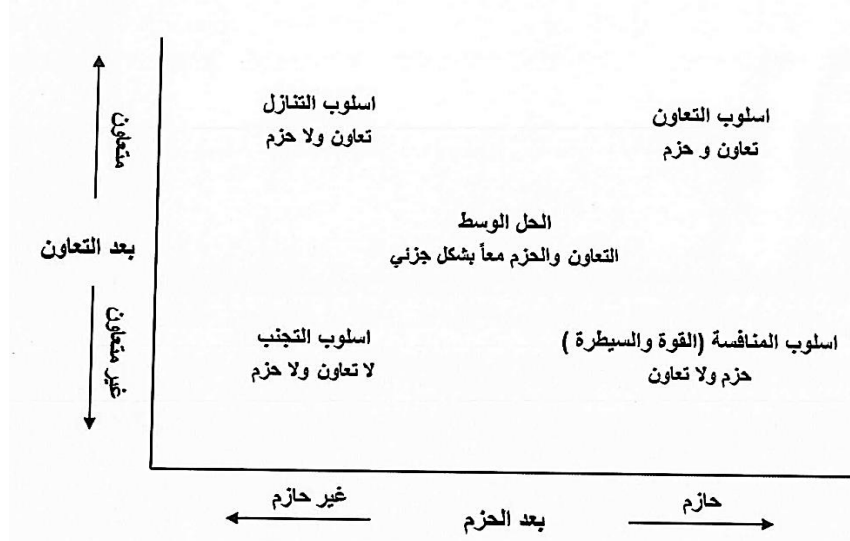 متعاون
بعد التعاون
غير متعاون
اسلوب التعاون
تعاون و حزم
اسلوب التنازل
تعاون ولا حزم
الحل الوسط
التعاون والحزم معاً بشكل جزئي
اسلوب المنافسة (القوة والسيطرة )
حزم ولا تعاون
اسلوب التجنب
لا تعاون ولا حزم
حازم
بعد الحزم
غير حازم